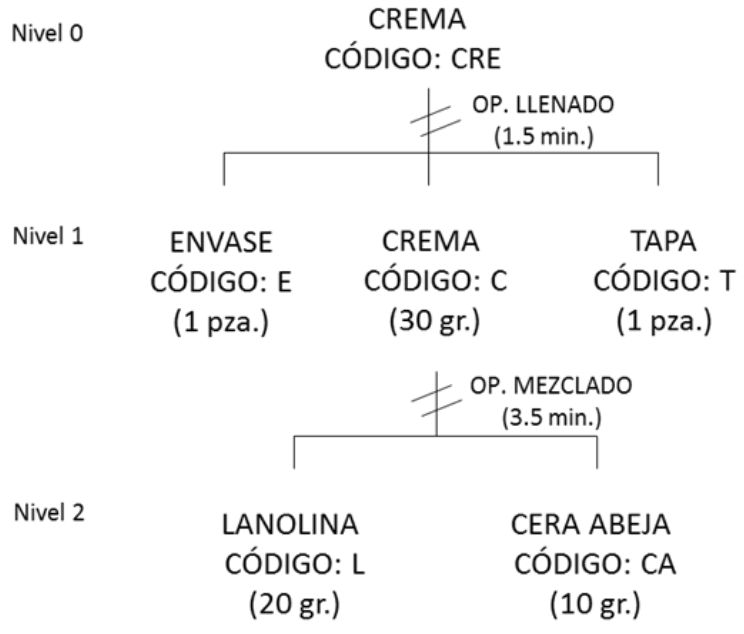 Nivel 0
CREMA
CÓDIGO: CRE
OP. LLENADO
(1.5 min.)
Nivel 1
ENVASE
CÓDIGO: E
(1 pza.)
CREMA
CÓDIGO: C
(30 gr.)
TAPA
CÓDIGO: T
(1 pza.)
OP. MEZCLADO
(3.5 min.)
Nivel 2
LANOLINA
CÓDIGO: L
(20 gr.)
CERA ABEJA
CÓDIGO: CA
(10 gr.)